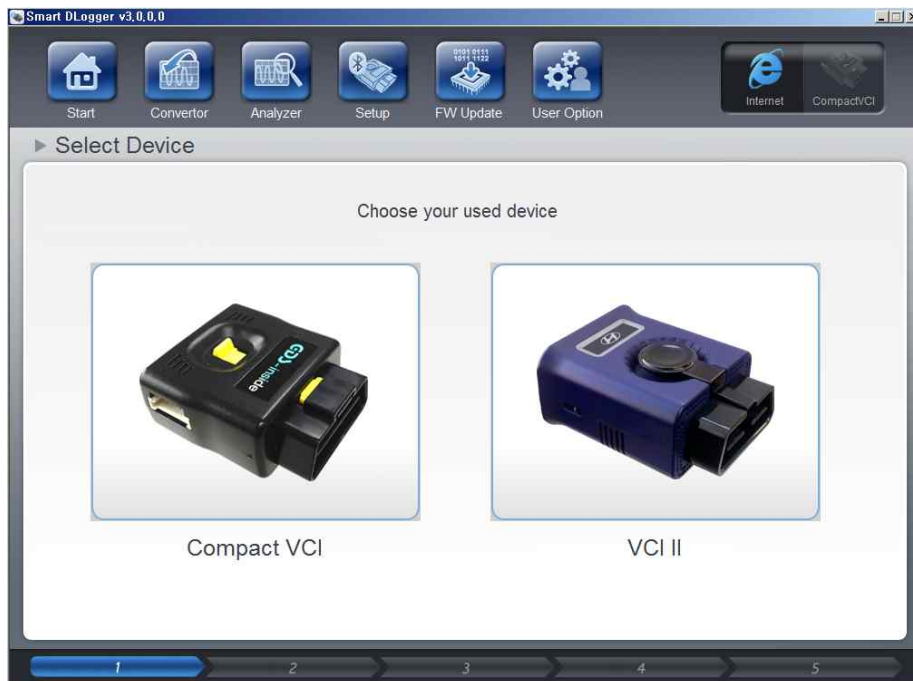 Smart DLogger v3,0,0,0
Start
Convertor
Analyzer
Setup
0101 0111
1011 1122
FW Update
User Option
Internet
CompactVCI
Select Device
Choose your used device
GDS-inside
Compact VCI
VCI II
1
2
3
4
5